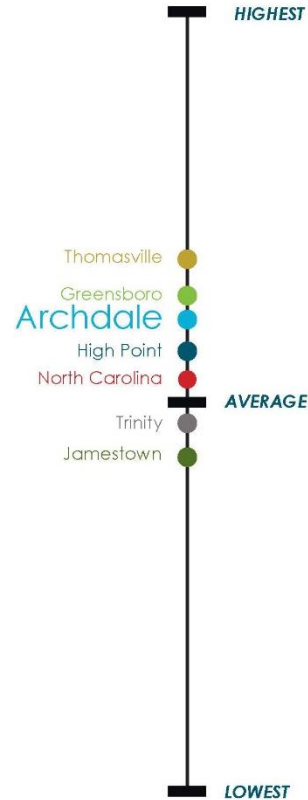 HIGHEST
Thomasville
Greensboro
Archdale
High Point
North Carolina
AVERAGE
Trinity
Jamestown
LOWEST